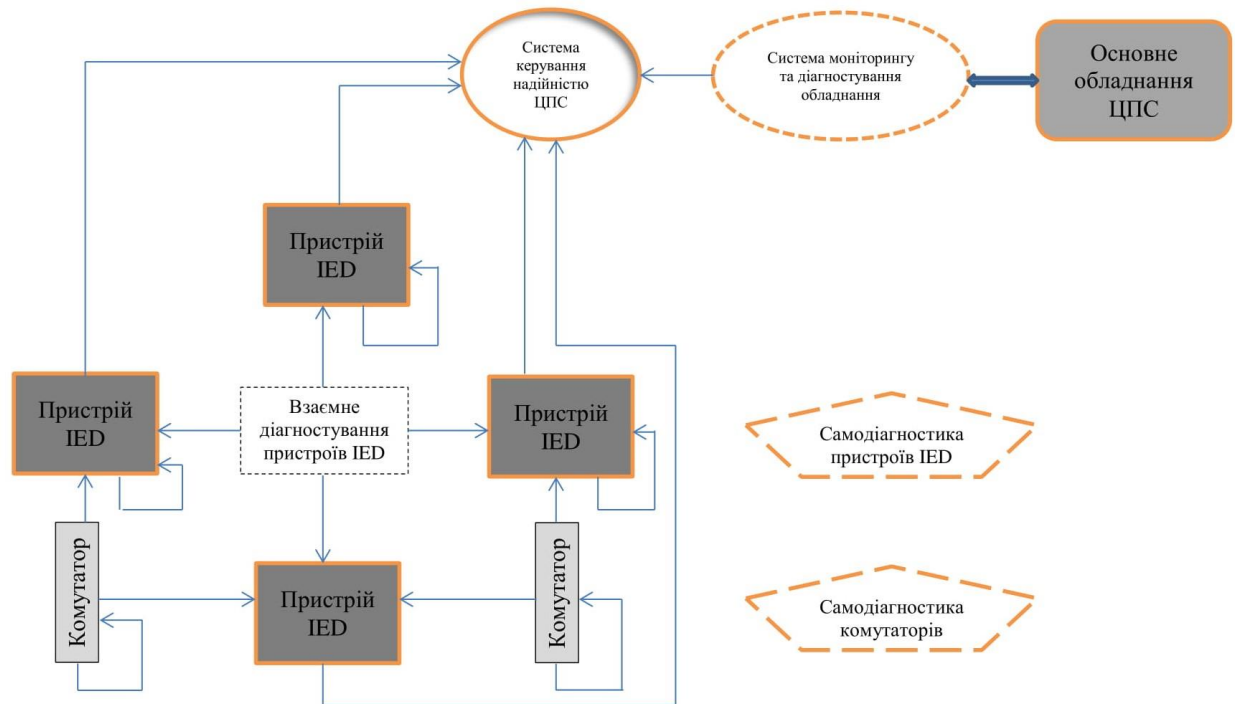 Система
керування
надійністю
ЦПС
Система моніторингу
та діагностування
обладнання
Основне
обладнання
ЦПС
Пристрій
IED
Пристрій
IED
Взаємне
діагностування
пристроїв IED
Пристрій
IED
Самодіагностика
пристроїв IED
Комутатор
Пристрій
IED
Комутатор
Самодіагностика
комутаторів